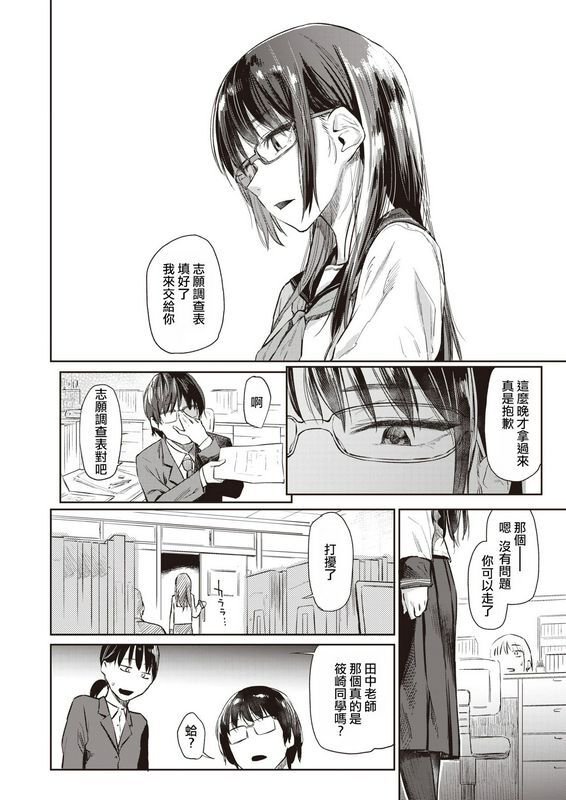 志願調查表
填好了
我來交給你
這麼晚才拿過來
真是抱歉
啊
志願調查表對吧
那個——
嗯 沒有問題
你可以走了
打擾了
カラ…
田中老師
那個真的是
筱崎同學嗎?
蛤?